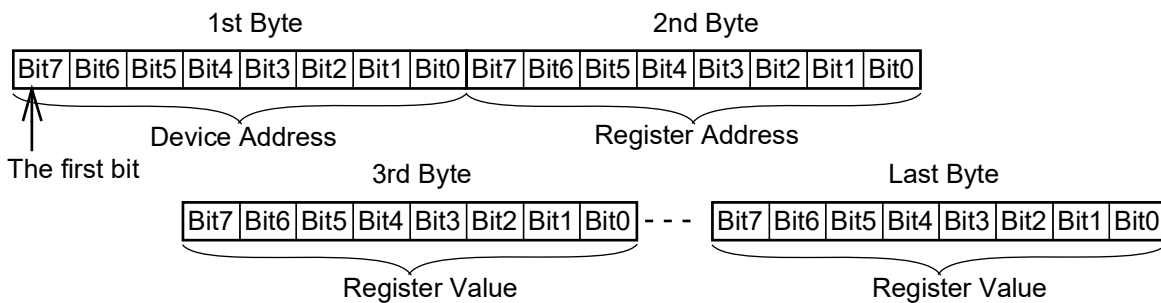 1st Byte 2nd Byte
Bit7 Bit6 Bit5 Bit4 Bit3 Bit2 Bit1 Bit0 Bit7 Bit6 Bit5 Bit4 Bit3 Bit2 Bit1 Bit0
Device Address Register Address
The first bit
3rd Byte Last Byte
Bit7 Bit6 Bit5 Bit4 Bit3 Bit2 Bit1 Bit0 - - - Bit7 Bit6 Bit5 Bit4 Bit3 Bit2 Bit1 Bit0
Register Value Register Value